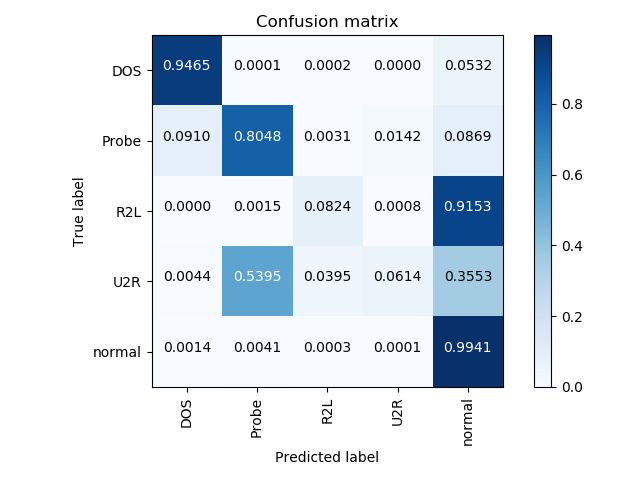 Confusion matrix
True label
DOS 0.9465 0.0001 0.0002 0.0000 0.0532
Probe 0.0910 0.8048 0.0031 0.0142 0.0869
R2L 0.0000 0.0015 0.0824 0.0008 0.9153
U2R 0.0044 0.5395 0.0395 0.0614 0.3553
normal 0.0014 0.0041 0.0003 0.0001 0.9941
DOS Probe R2L U2R normal
Predicted label
0.8
0.6
0.4
0.2
0.0